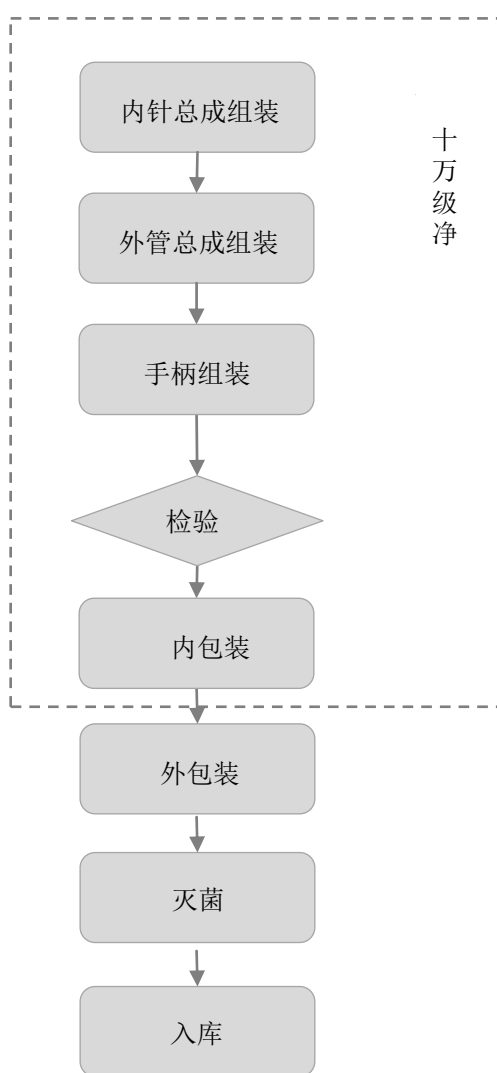 内针总成组装
十万级净
外管总成组装
手柄组装
检验
内包装
外包装
灭菌
入库